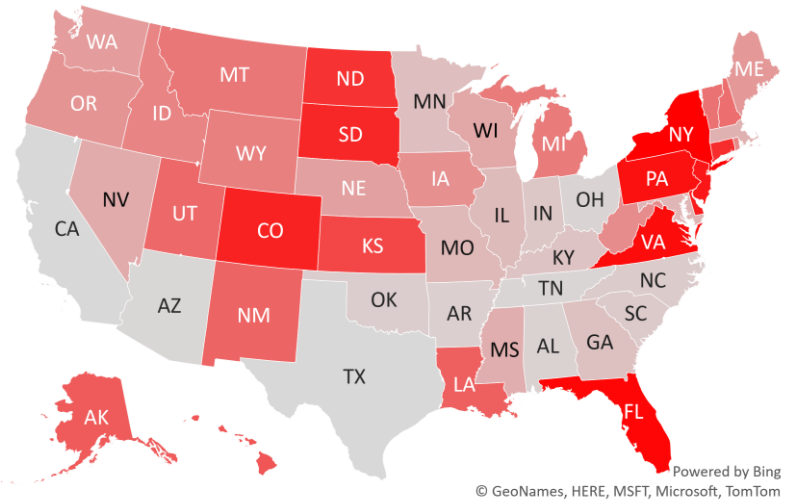 WA
MT
ND
ME
OR
ID
MN
WI
MI
NY
SD
WY
IA
PA
NE
NV
UT
CO
KS
CA
IL
IN
OH
MO
KY
VA
AZ
NM
OK
AR
TN
NC
SC
MS
AL
GA
TX
LA
AK
FL
Powered by Bing
© GeoNames, HERE, MSFT, Microsoft, TomTom